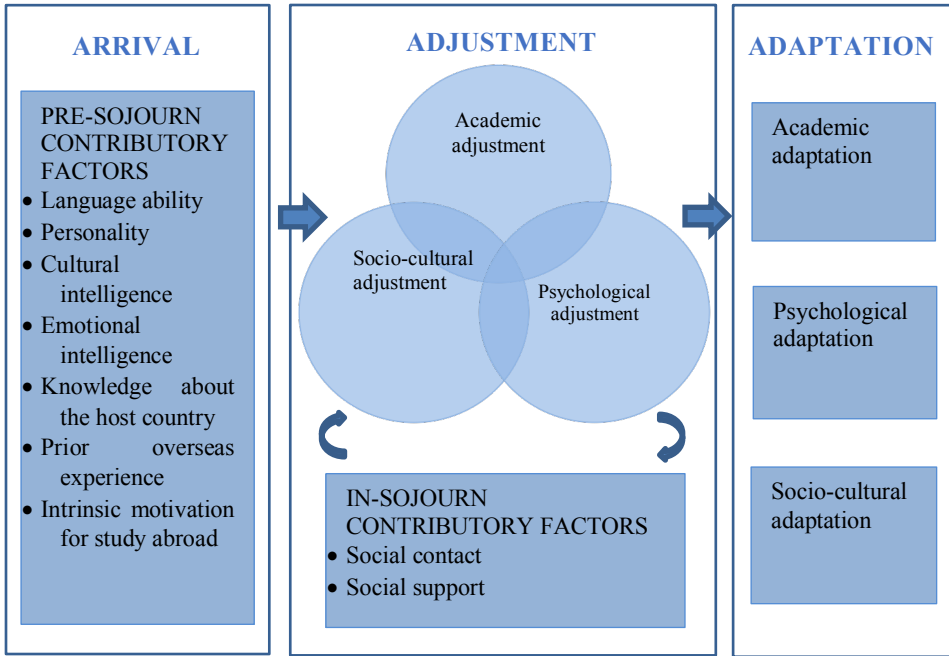 ARRIVAL
PRE-SOJOURN
CONTRIBUTORY
FACTORS
• Language ability
• Personality
• Cultural
intelligence
• Emotional
intelligence
• Knowledge about
the host country
• Prior overseas
experience
• Intrinsic motivation
for study abroad
ADJUSTMENT
Academic
adjustment
Socio-cultural
adjustment
Psychological
adjustment
IN-SOJOURN
CONTRIBUTORY FACTORS
• Social contact
• Social support
ADAPTATION
Academic
adaptation
Psychological
adaptation
Socio-cultural
adaptation